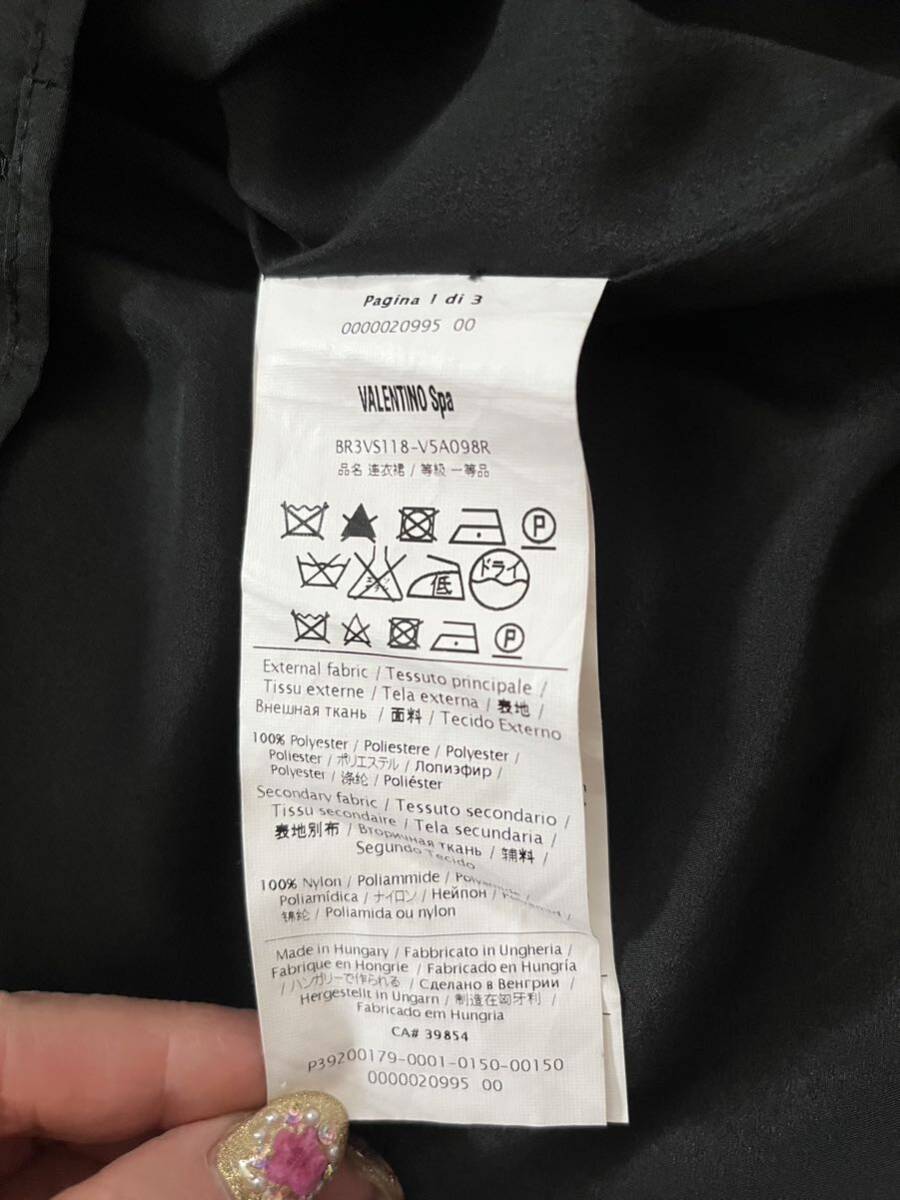 Pagina 1 di 3
0000020995 00
VALENTINO Spa
BR3VS118-V5A098R
品名 连衣裙 / 等级 一等品
P
低 ドライ
P
External fabric / Tessuto principale /
Tissu externe / Tela externa / 表地 /
Внешная ткань / 面料 / Tecido Externo
100% Polyester / Poliestere / Polyester /
Poliester / ポリエステル / Лопиэфир /
Polyester / 涤纶 / Poliéster
Secondary fabric / Tessuto secondario /
Tissu secondaire / Tela secundaria /
表地別布 / Вторичная ткань / 辅料 /
Segundo Tecido
100% Nylon / Poliammide /
Poliamídica / ナイロン / Нейпон /
锦纶 / Poliamida ou nylon
Made in Hungary / Fabbricato in Ungheria /
Fabrique en Hongrie / Fabricado en Hungría
/ ハンガリーで作られる / Сделано в Венгрии /
Hergestellt in Ungarn / 制造在匈牙利 /
Fabricado em Hungria
CA# 39854
P39200179-0001-0150-00150
0000020995 00